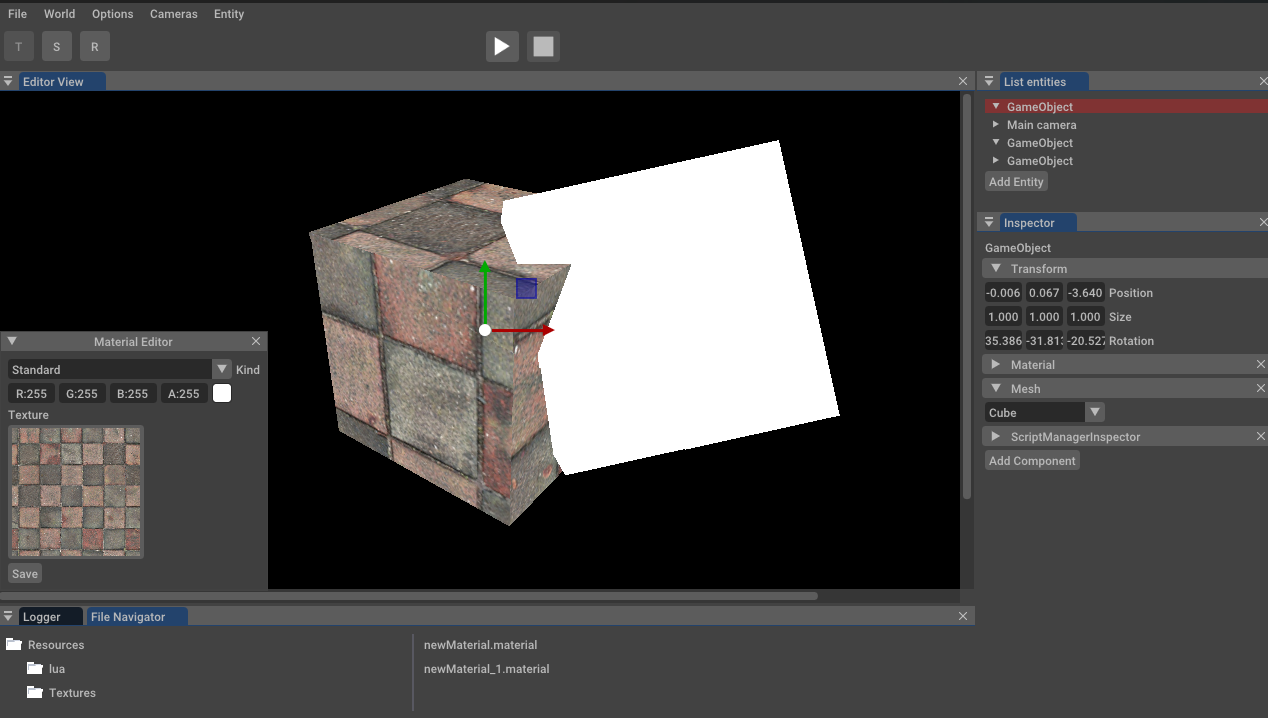 File World Options Cameras Entity
T S R
Editor View
List entities
GameObject
Main camera
GameObject
GameObject
Add Entity
Inspector
GameObject
Transform
-0.006 0.067 -3.640 Position
1.000 1.000 1.000 Size
35.386 -31.81 -20.527 Rotation
Material
Mesh
Cube
ScriptManagerInspector
Add Component
Material Editor
Standard Kind
R:255 G:255 B:255 A:255
Texture
Save
Logger File Navigator
Resources
lua
Textures
newMaterial.material
newMaterial_1.material